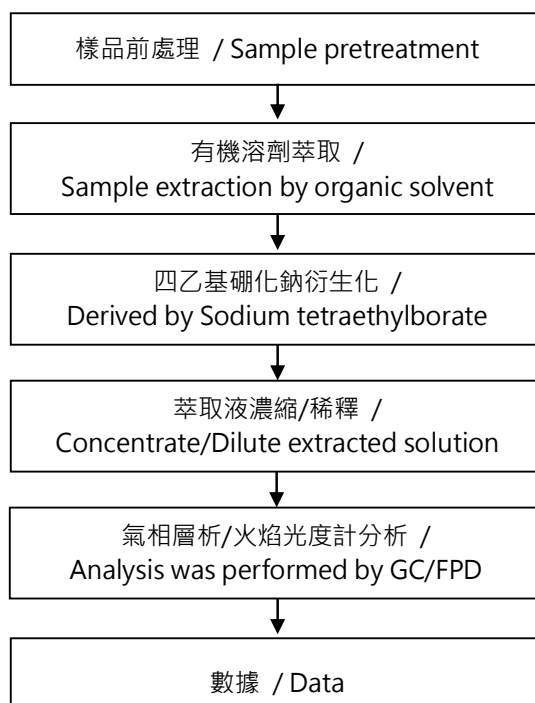 樣品前處理 / Sample pretreatment
有機溶劑萃取 /
Sample extraction by organic solvent
四乙基硼化鈉衍生化 /
Derived by Sodium tetraethylborate
萃取液濃縮/稀釋 /
Concentrate/Dilute extracted solution
氣相層析/火焰光度計分析 /
Analysis was performed by GC/FPD
數據 / Data